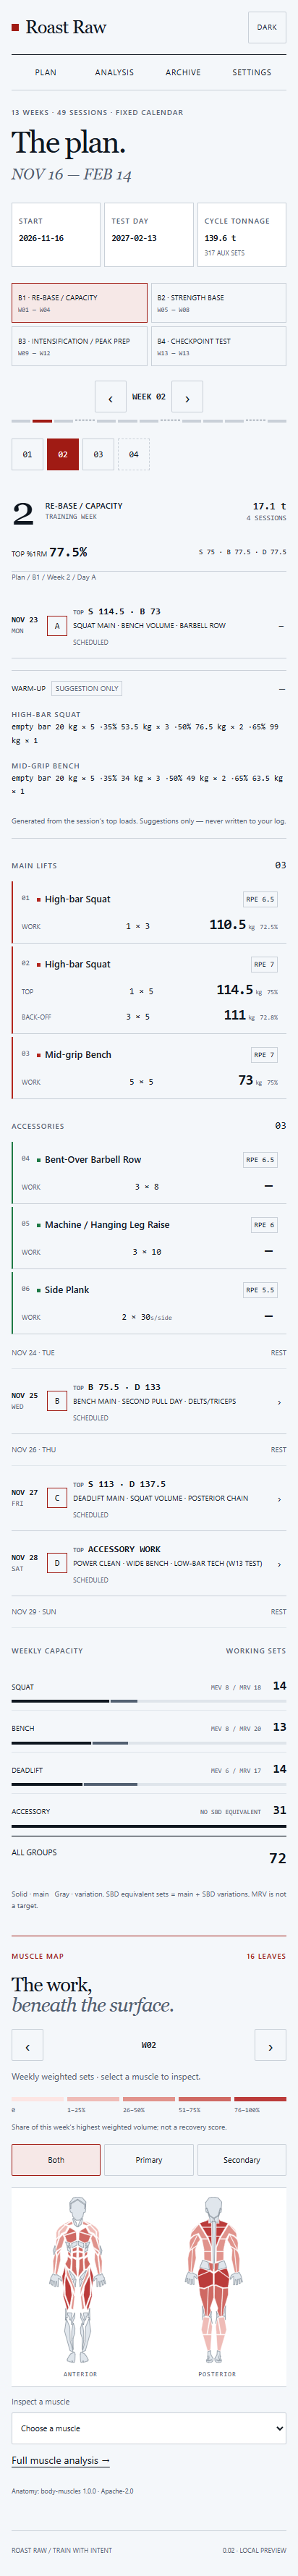 Roast Raw
DARK
PLAN ANALYSIS ARCHIVE SETTINGS
13 WEEKS · 49 SESSIONS · FIXED CALENDAR
The plan.
NOV 16 — FEB 14
START
2026-11-16
TEST DAY
2027-02-13
CYCLE TONNAGE
139.6 t
317 AUX SETS
B1 · RE-BASE / CAPACITY
W01 — W04
B2 · STRENGTH BASE
W05 — W08
B3 · INTENSIFICATION / PEAK PREP
W09 — W12
B4 · CHECKPOINT TEST
W13 — W13
‹ WEEK 02 ›
01 02 03 04
2
RE-BASE / CAPACITY
TRAINING WEEK
17.1 t
4 SESSIONS
TOP %1RM 77.5%
S 75 · B 77.5 · D 77.5
Plan / B1 / Week 2 / Day A
NOV 23
MON
A
TOP S 114.5 · B 73
SQUAT MAIN · BENCH VOLUME · BARBELL ROW
SCHEDULED
–
WARM-UP SUGGESTION ONLY –
HIGH-BAR SQUAT
empty bar 20 kg × 5 ·35% 53.5 kg × 3 ·50% 76.5 kg × 2 ·65% 99
kg × 1
MID-GRIP BENCH
empty bar 20 kg × 5 ·35% 34 kg × 3 ·50% 49 kg × 2 ·65% 63.5 kg
× 1
Generated from the session's top loads. Suggestions only — never written to your log.
MAIN LIFTS 03
01 High-bar Squat RPE 6.5
WORK 1 × 3 110.5 kg 72.5%
02 High-bar Squat RPE 7
TOP 1 × 5 114.5 kg 75%
BACK-OFF 3 × 5 111 kg 72.8%
03 Mid-grip Bench RPE 7
WORK 5 × 5 73 kg 75%
ACCESSORIES 03
04 Bent-Over Barbell Row RPE 6.5
WORK 3 × 8 —
05 Machine / Hanging Leg Raise RPE 6
WORK 3 × 10 —
06 Side Plank RPE 5.5
WORK 2 × 30s/side —
NOV 24 · TUE REST
NOV 25
WED
B
TOP B 75.5 · D 133
BENCH MAIN · SECOND PULL DAY · DELTS/TRICEPS
SCHEDULED
›
NOV 26 · THU REST
NOV 27
FRI
C
TOP S 113 · D 137.5
DEADLIFT MAIN · SQUAT VOLUME · POSTERIOR CHAIN
SCHEDULED
›
NOV 28
SAT
D
TOP ACCESSORY WORK
POWER CLEAN · WIDE BENCH · LOW-BAR TECH (W13 TEST)
SCHEDULED
›
NOV 29 · SUN REST
WEEKLY CAPACITY WORKING SETS
SQUAT MEV 8 / MRV 18 14
BENCH MEV 8 / MRV 20 13
DEADLIFT MEV 6 / MRV 17 14
ACCESSORY NO SBD EQUIVALENT 31
ALL GROUPS 72
Solid · main Gray · variation. SBD equivalent sets = main + SBD variations. MRV is not
a target.
MUSCLE MAP 16 LEAVES
The work,
beneath the surface.
‹ W02 ›
Weekly weighted sets · select a muscle to inspect.
0 1–25% 26–50% 51–75% 76–100%
Share of this week's highest weighted volume; not a recovery score.
Both Primary Secondary
ANTERIOR POSTERIOR
Inspect a muscle
Choose a muscle
Full muscle analysis →
Anatomy: body-muscles 1.0.0 · Apache-2.0
ROAST RAW / TRAIN WITH INTENT 0.02 · LOCAL PREVIEW